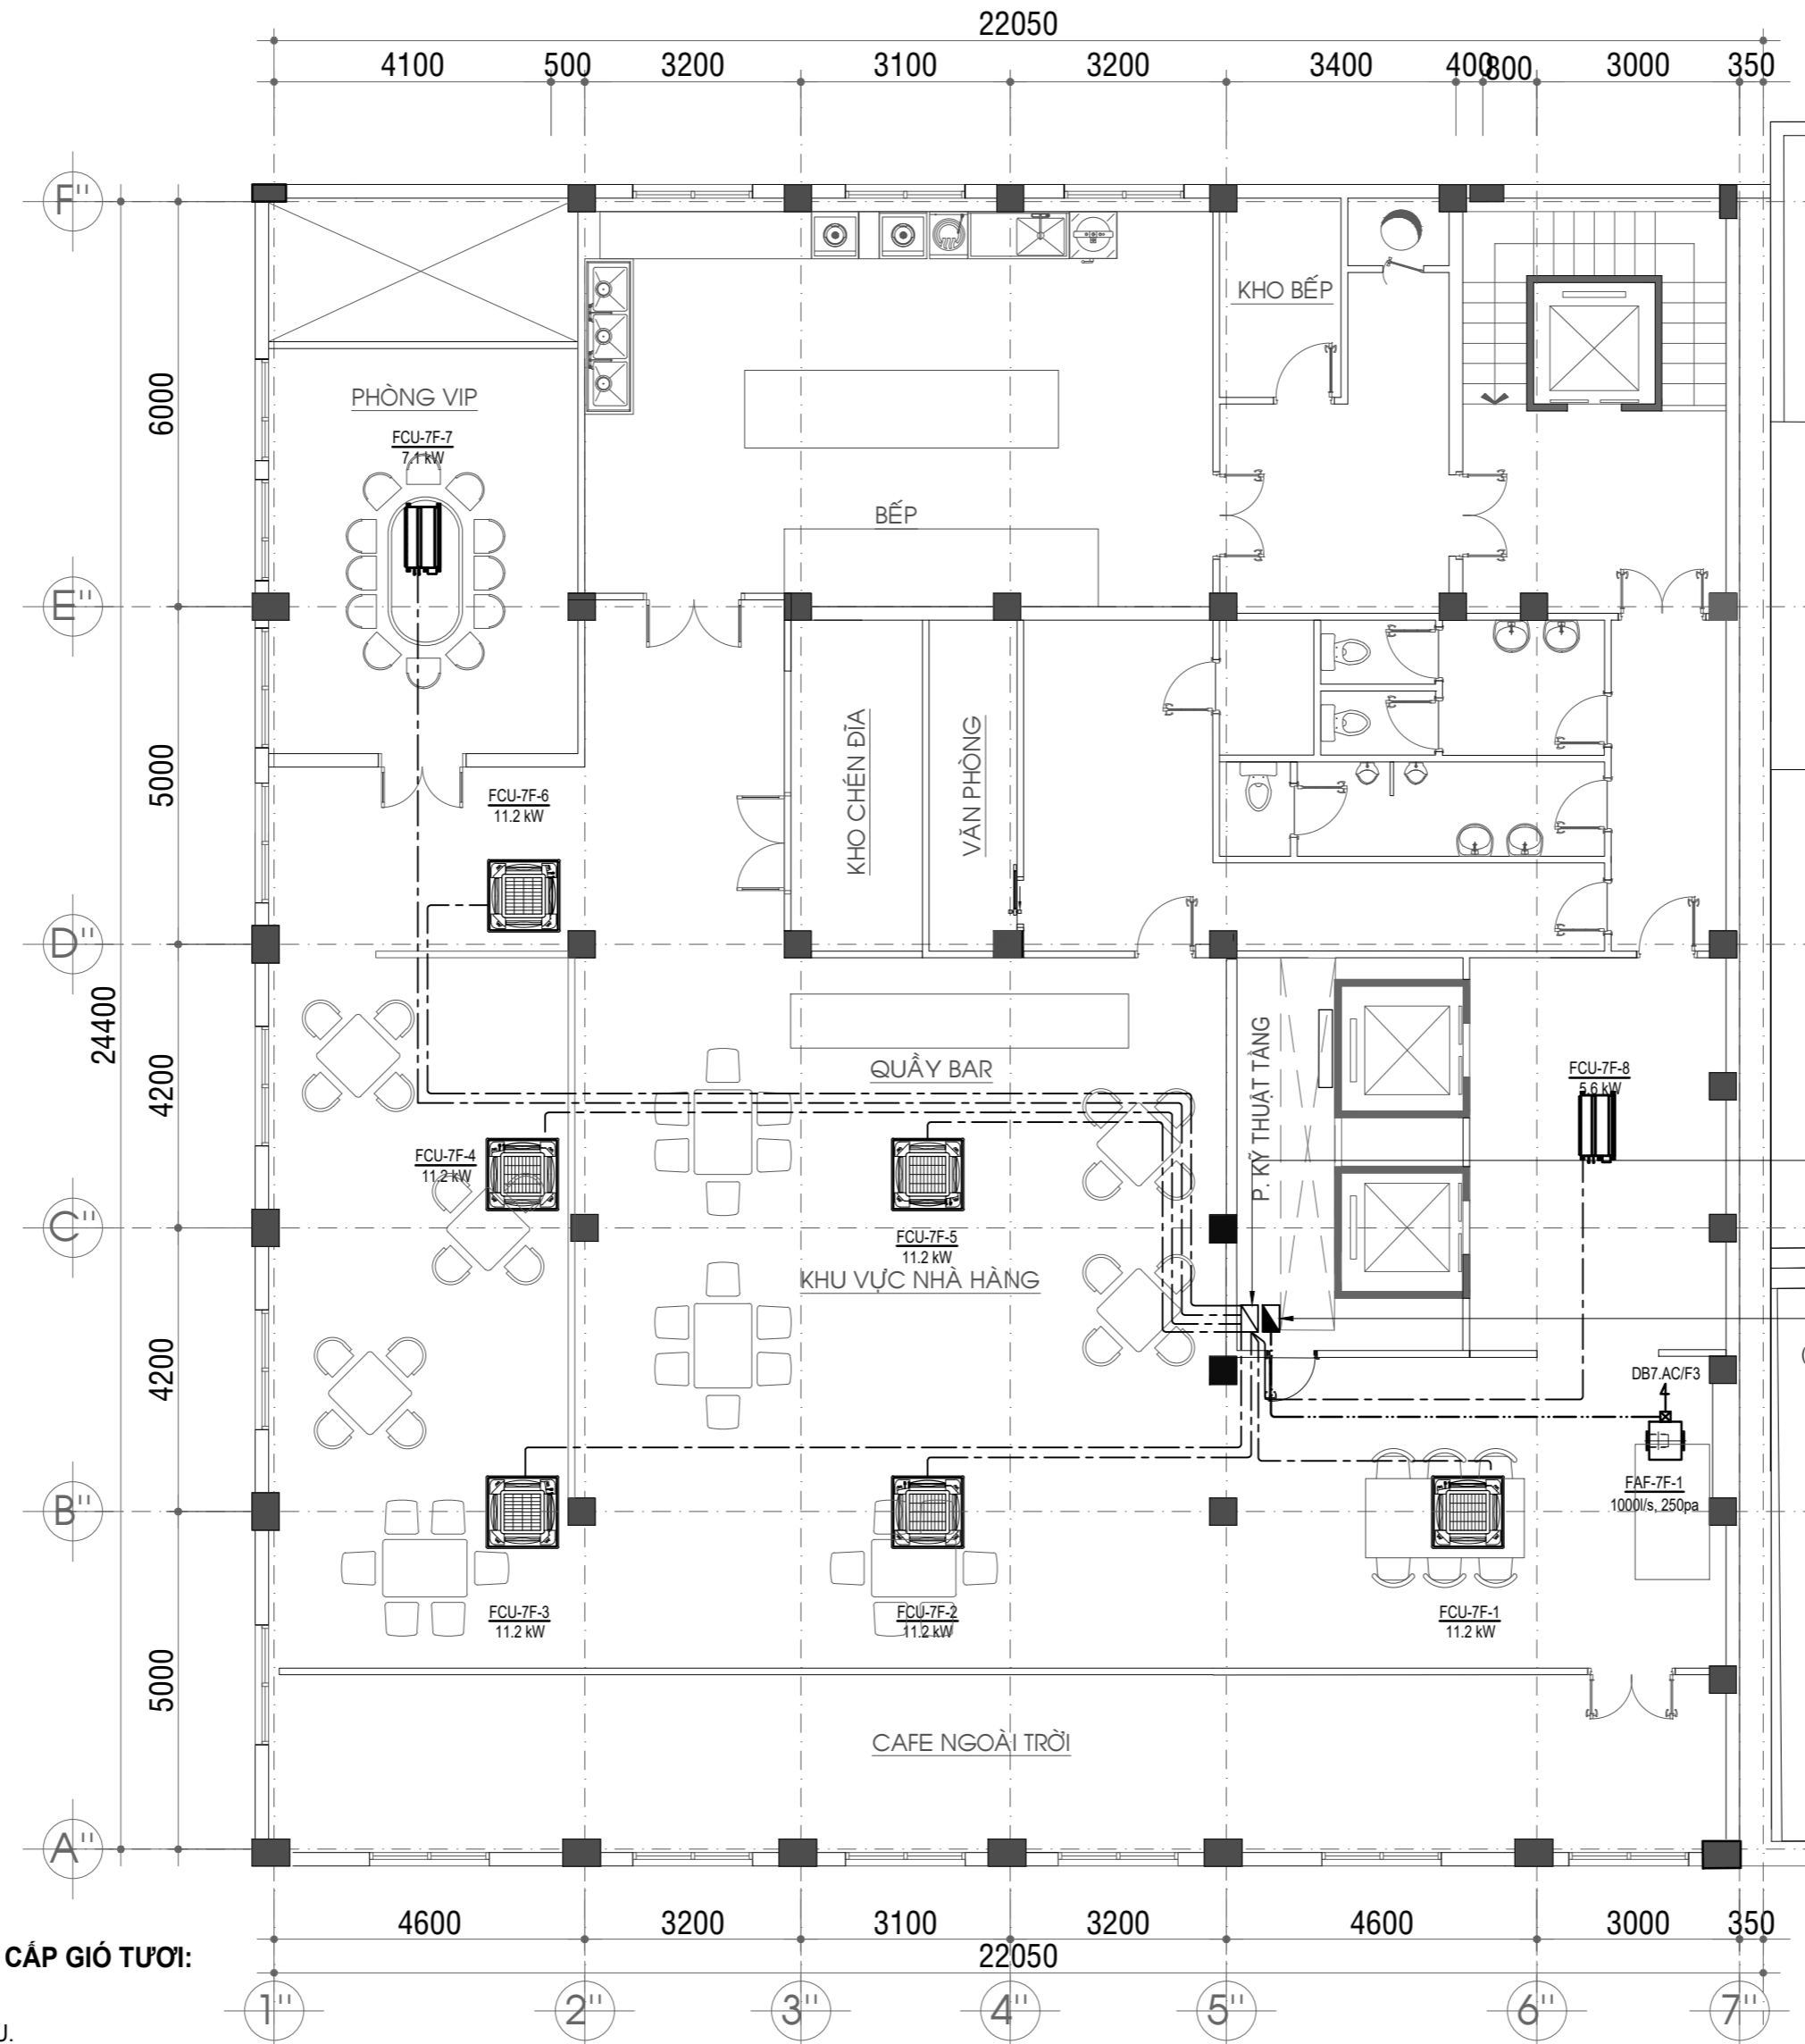 22050
4100 500 3200 3100 3200 3400 400 800 3000 350
F''
KHO BẾP
6000
PHÒNG VIP
FCU-7F-7
7.1 kW
BẾP
E''
5000
FCU-7F-6
11.2 kW
KHO CHÉN ĐĨA
VĂN PHÒNG
D''
24400
4200
QUẦY BAR
P. KỸ THUẬT TẦNG
FCU-7F-8
5.6 kW
FCU-7F-4
11.2 kW
C''
FCU-7F-5
11.2 kW
KHU VỰC NHÀ HÀNG
4200
DB7.AC/F3
FAF-7F-1
1000l/s, 250pa
B''
FCU-7F-3
11.2 kW
FCU-7F-2
11.2 kW
FCU-7F-1
11.2 kW
5000
CAFE NGOÀI TRỜI
A''
4600 3200 3100 3200 4600 3000 350
CẤP GIÓ TƯƠI:
22050
1'' 2'' 3'' 4'' 5'' 6'' 7''